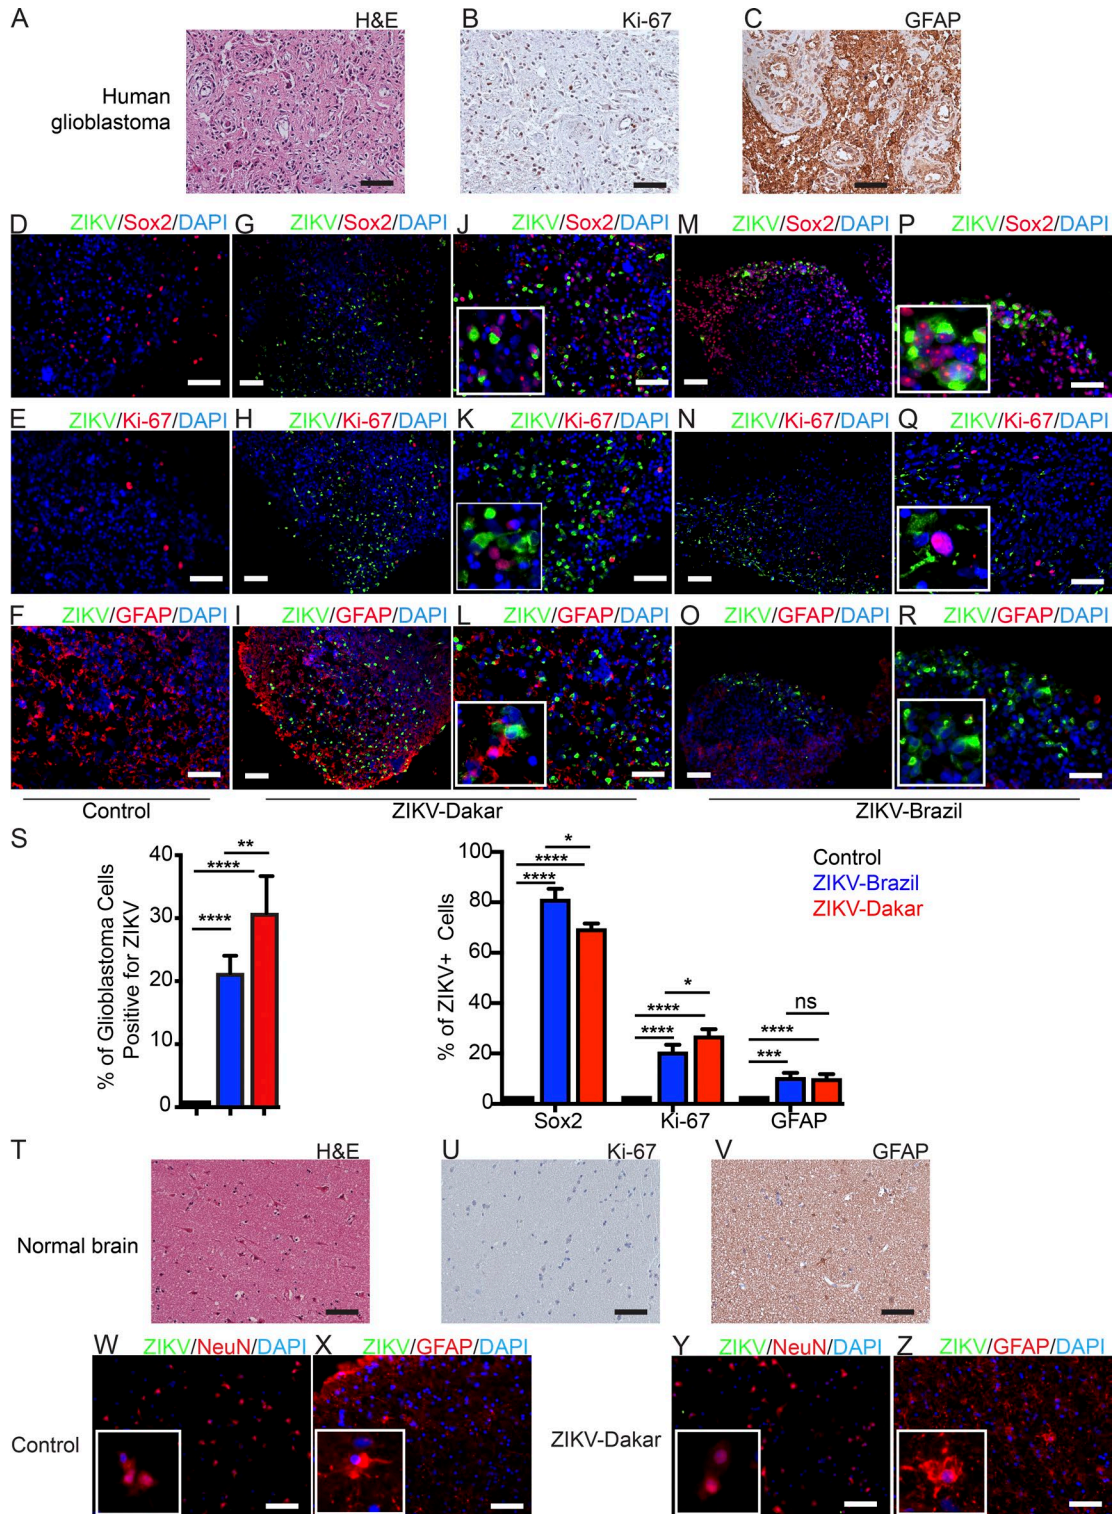 A H&E B Ki-67 C GFAP
Human
glioblastoma
D ZIKV/Sox2/DAPI G ZIKV/Sox2/DAPI J ZIKV/Sox2/DAPI M ZIKV/Sox2/DAPI P ZIKV/Sox2/DAPI
E ZIKV/Ki-67/DAPI H ZIKV/Ki-67/DAPI K ZIKV/Ki-67/DAPI N ZIKV/Ki-67/DAPI Q ZIKV/Ki-67/DAPI
F ZIKV/GFAP/DAPI I ZIKV/GFAP/DAPI L ZIKV/GFAP/DAPI O ZIKV/GFAP/DAPI R ZIKV/GFAP/DAPI
Control ZIKV-Dakar ZIKV-Brazil
S
% of Glioblastoma Cells
Positive for ZIKV
40
30
20
10
0
**
****
****
% of ZIKV+ Cells
100
80
60
40
20
0
*
****
****
*
****
****
ns
****
***
Sox2 Ki-67 GFAP
Control
ZIKV-Brazil
ZIKV-Dakar
T H&E U Ki-67 V GFAP
Normal brain
W ZIKV/NeuN/DAPI X ZIKV/GFAP/DAPI Y ZIKV/NeuN/DAPI Z ZIKV/GFAP/DAPI
Control ZIKV-Dakar